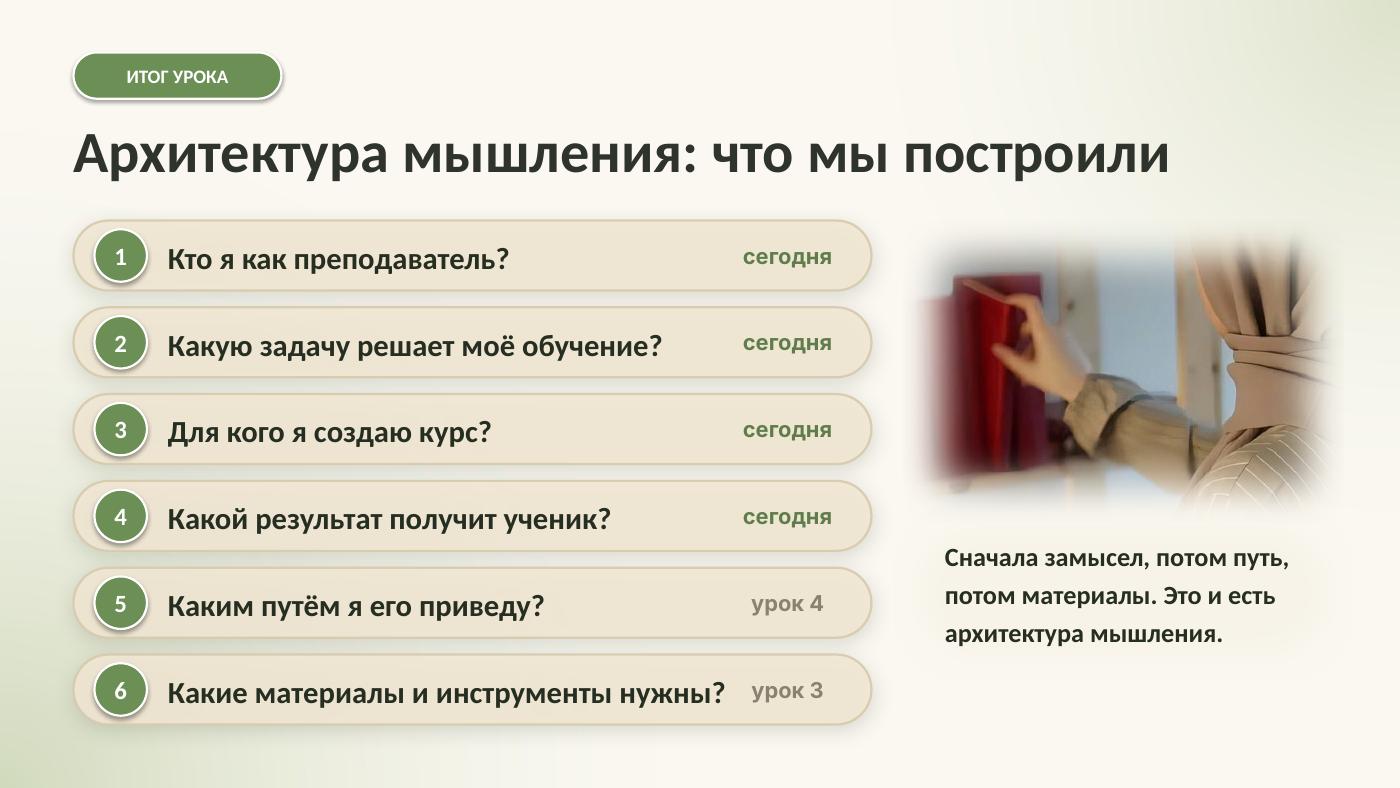 ИТОГ УРОКА
Архитектура мышления: что мы построили
1 Кто я как преподаватель? сегодня
2 Какую задачу решает моё обучение? сегодня
3 Для кого я создаю курс? сегодня
4 Какой результат получит ученик? сегодня
5 Каким путём я его приведу? урок 4
6 Какие материалы и инструменты нужны? урок 3
Сначала замысел, потом путь,
потом материалы. Это и есть
архитектура мышления.